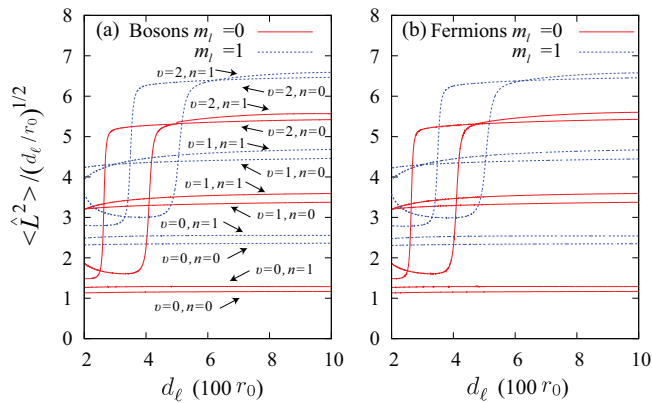 (a) Bosons m_l =0
m_l =1
(b) Fermions m_l =0
m_l =1
<L̂²>/(d_ℓ/r₀)^{1/2}
8
7
6
5
4
3
2
1
0
υ=2, n=1
υ=2, n=0
υ=2, n=1
υ=2, n=0
υ=1, n=1
υ=1, n=0
υ=1, n=1
υ=1, n=0
υ=0, n=1
υ=0, n=0
υ=0, n=1
υ=0, n=0
2 4 6 8 10
2 4 6 8 10
d_ℓ (100 r₀)
d_ℓ (100 r₀)